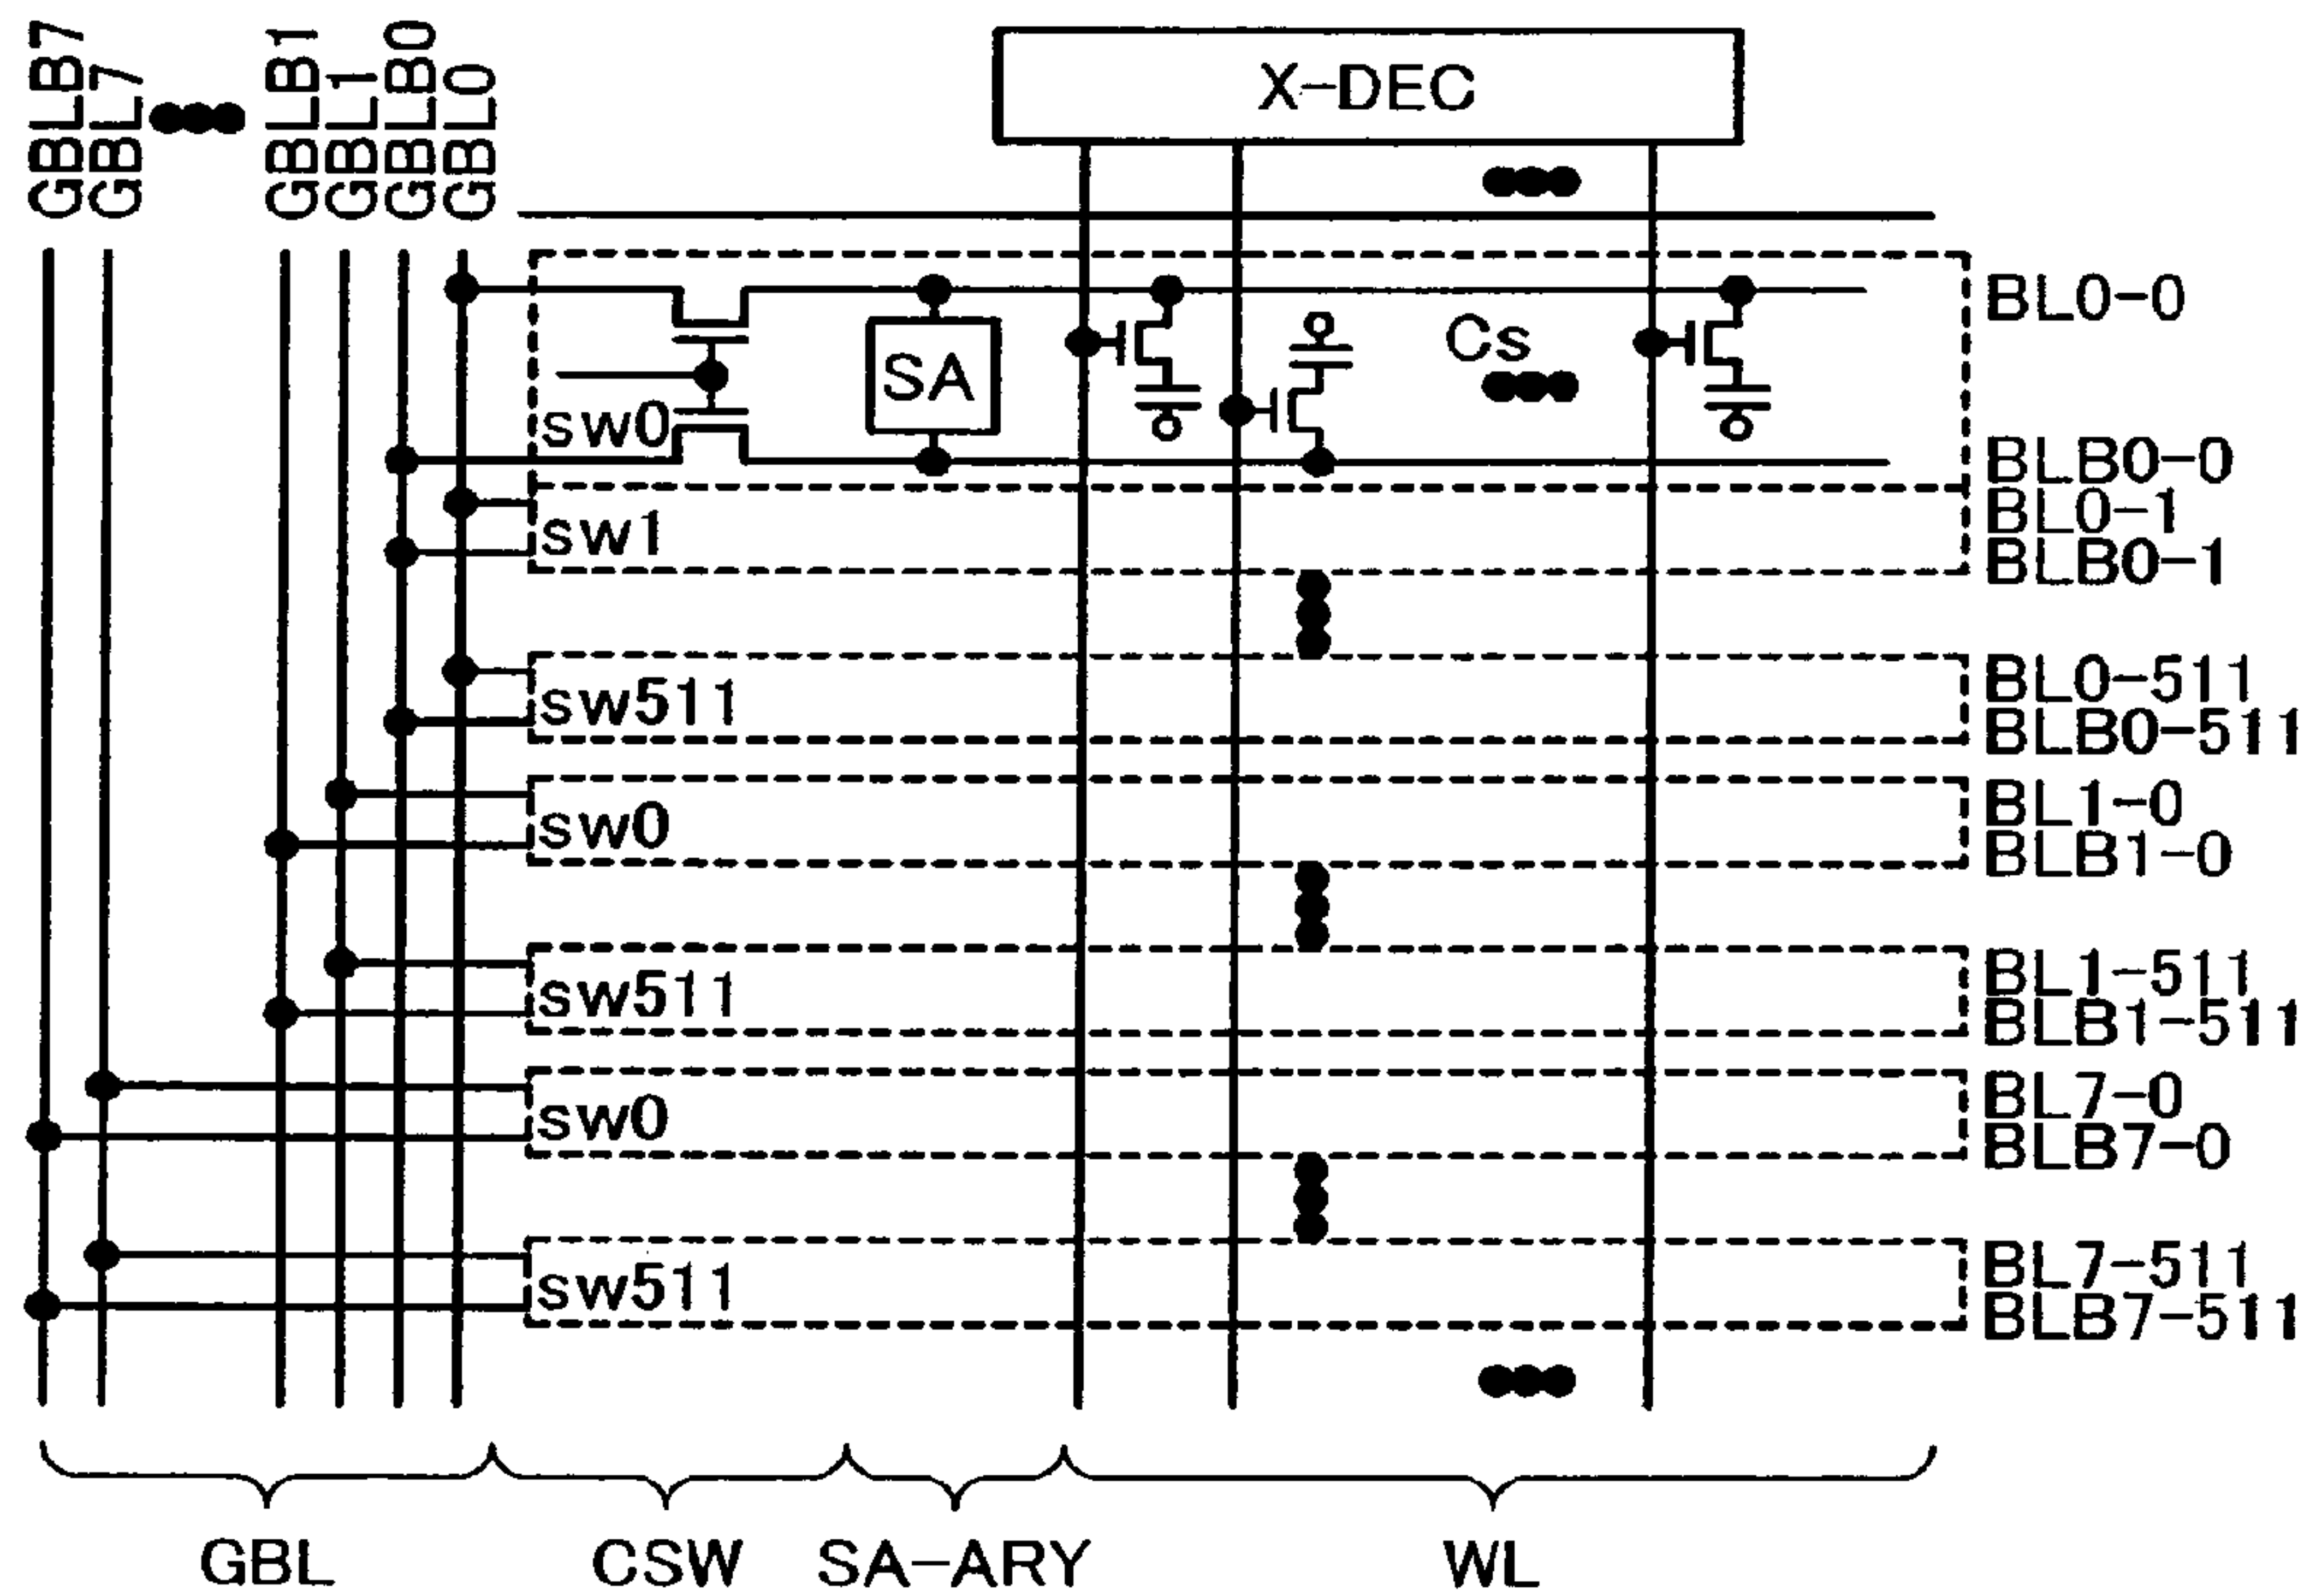 GBLB7
GBL7
GBLB1
GBL1
GBLB0
GBL0
X-DEC
BL0-0
Cs
SA
sw0
BLB0-0
BL0-1
sw1
BLB0-1
BL0-511
sw511
BLB0-511
BL1-0
sw0
BLB1-0
BL1-511
sw511
BLB1-511
BL7-0
sw0
BLB7-0
BL7-511
sw511
BLB7-511
GBL CSW SA-ARY WL